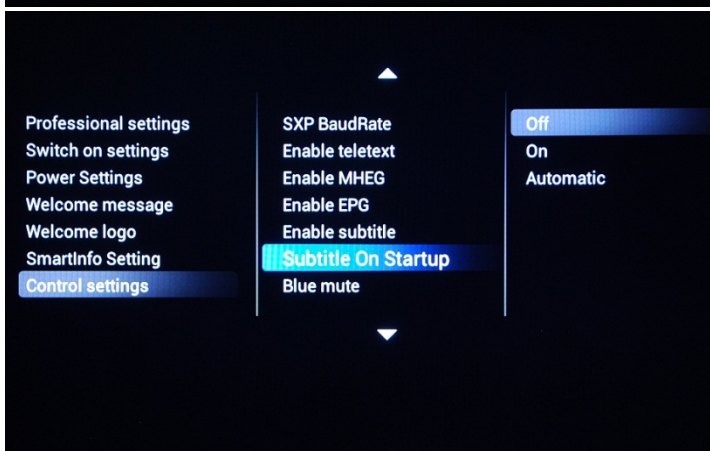 Professional settings
Switch on settings
Power Settings
Welcome message
Welcome logo
SmartInfo Setting
Control settings
SXP BaudRate
Enable teletext
Enable MHEG
Enable EPG
Enable subtitle
Subtitle On Startup
Blue mute
Off
On
Automatic